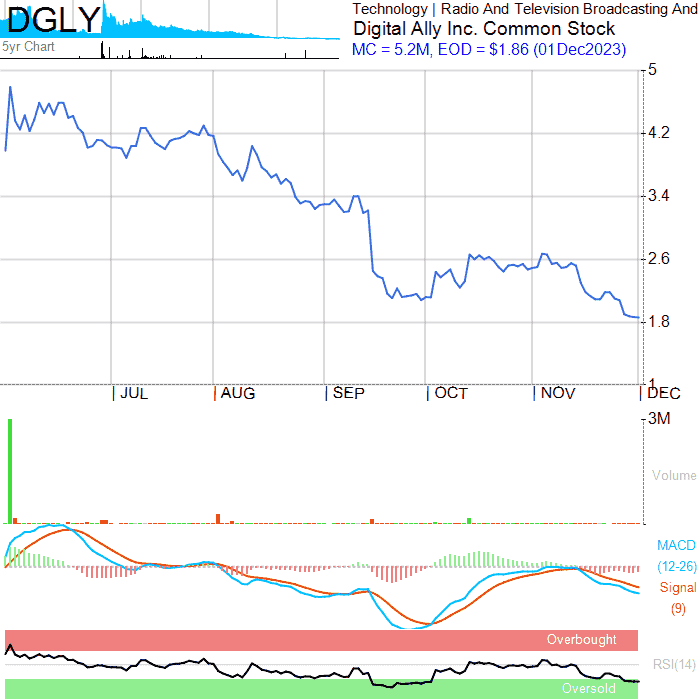 DGLY
5yr Chart
Technology | Radio And Television Broadcasting And
Digital Ally Inc. Common Stock
MC = 5.2M, EOD = $1.86 (01Dec2023)
5
4.2
3.4
2.6
1.8
1
| JUL | AUG | SEP | OCT | NOV | DEC
3M
Volume
MACD
(12-26)
Signal
(9)
Overbought
RSI(14)
Oversold